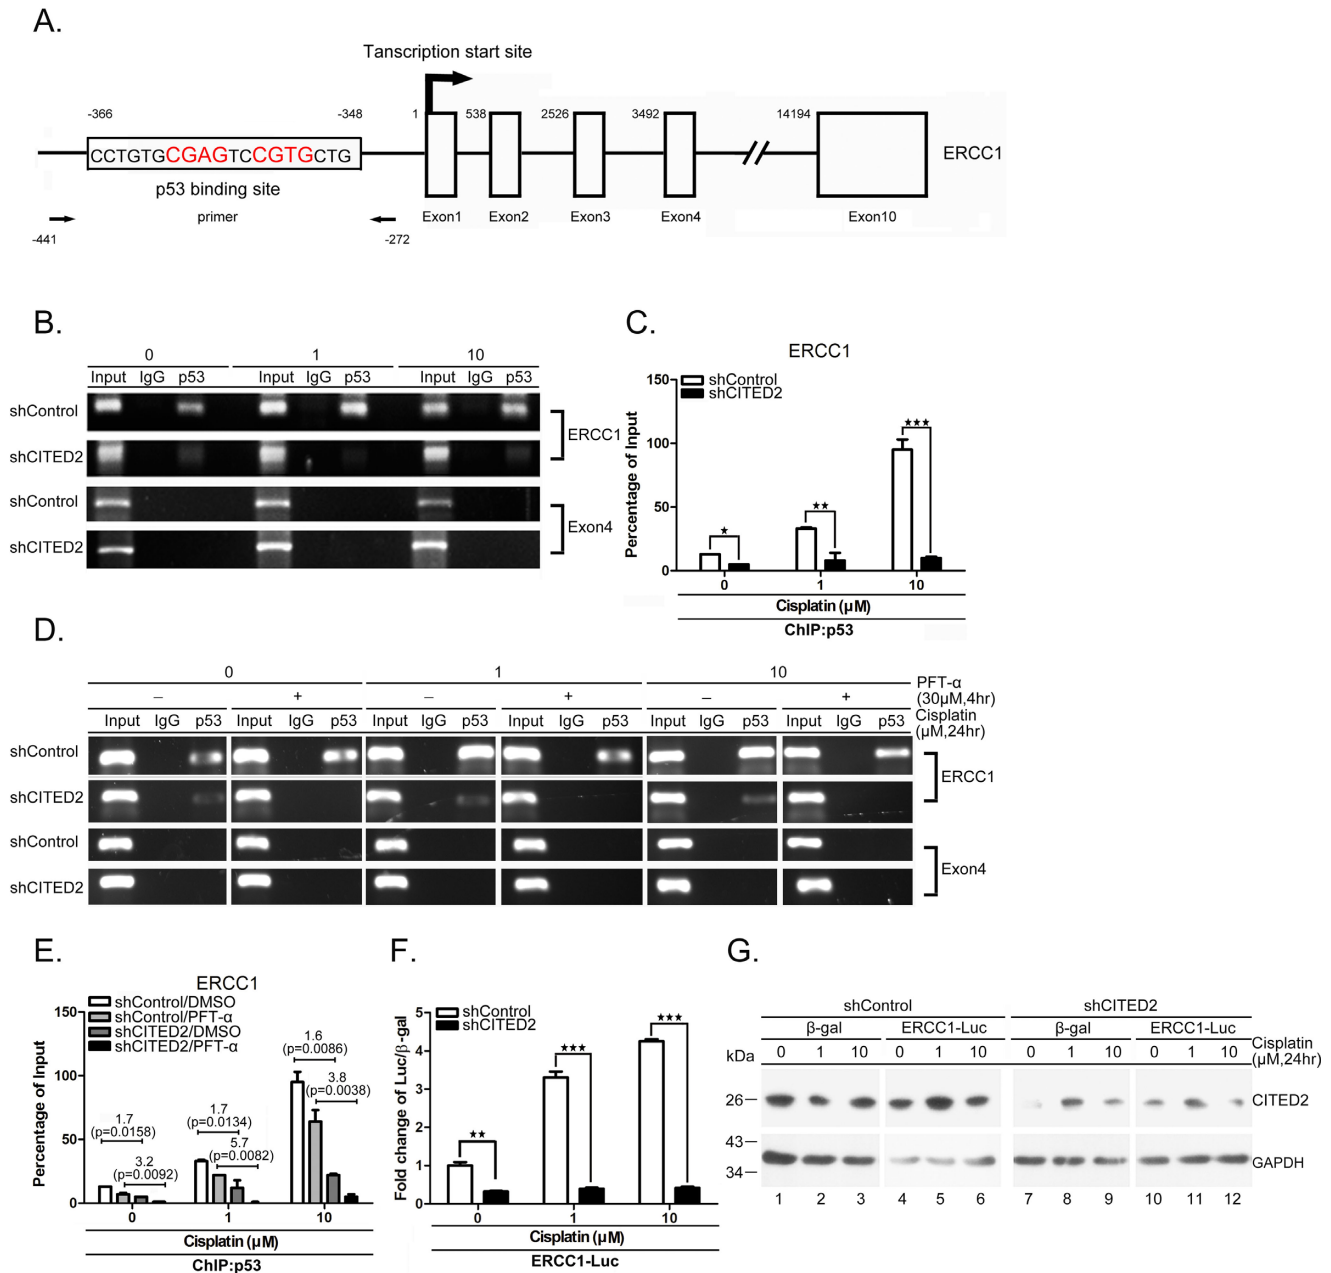 A.
Tanscription start site
-366 -348 1 538 2526 3492 14194
CCTGTGCGAGTCCGTGCTG
ERCC1
p53 binding site
primer
Exon1 Exon2 Exon3 Exon4 Exon10
-441 -272
B.
0 1 10
Input IgG p53 Input IgG p53 Input IgG p53
shControl
ERCC1
shCITED2
shControl
Exon4
shCITED2
C.
ERCC1
shControl
shCITED2
Percentage of Input
150
100
50
0
★ ★★ ★★★
0 1 10
Cisplatin (μM)
ChIP:p53
D.
0 1 10
PFT-α
(30μM,4hr)
– + – + – +
Cisplatin
(μM,24hr)
Input IgG p53 Input IgG p53 Input IgG p53 Input IgG p53 Input IgG p53 Input IgG p53
shControl
ERCC1
shCITED2
shControl
Exon4
shCITED2
E.
ERCC1
shControl/DMSO
shControl/PFT-α
shCITED2/DMSO
shCITED2/PFT-α
Percentage of Input
150
100
50
0
1.7
(p=0.0158)
3.2
(p=0.0092)
1.7
(p=0.0134)
5.7
(p=0.0082)
1.6
(p=0.0086)
3.8
(p=0.0038)
0 1 10
Cisplatin (μM)
ChIP:p53
F.
shControl
shCITED2
Fold change of Luc/β-gal
5
4
3
2
1
0
★★ ★★★ ★★★
0 1 10
Cisplatin (μM)
ERCC1-Luc
G.
shControl shCITED2
β-gal ERCC1-Luc β-gal ERCC1-Luc
kDa 0 1 10 0 1 10 0 1 10 0 1 10
Cisplatin
(μM,24hr)
26 CITED2
43
34 GAPDH
1 2 3 4 5 6 7 8 9 10 11 12